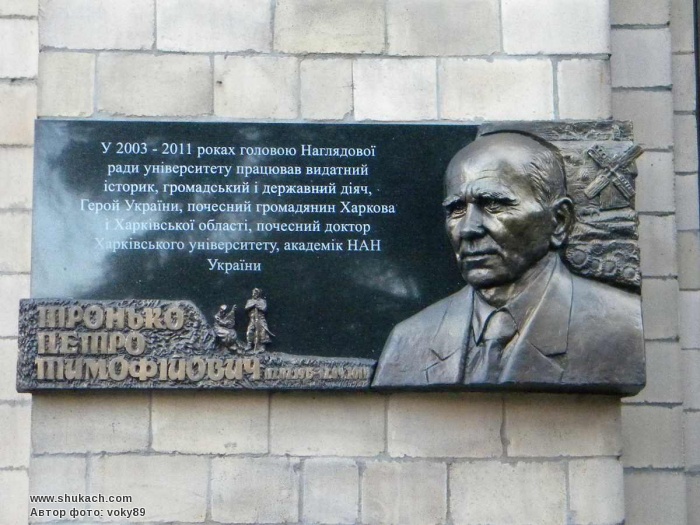 У 2003 - 2011 роках головою Наглядової
ради університету працював видатний
історик, громадський і державний діяч,
Герой України, почесний громадянин Харкова
і Харківської області, почесний доктор
Харківського університету, академік НАН
України
ТРОНЬКО
ПЕТРО
ТИМОФІЙОВИЧ
www.shukach.com
Автор фото: voky89